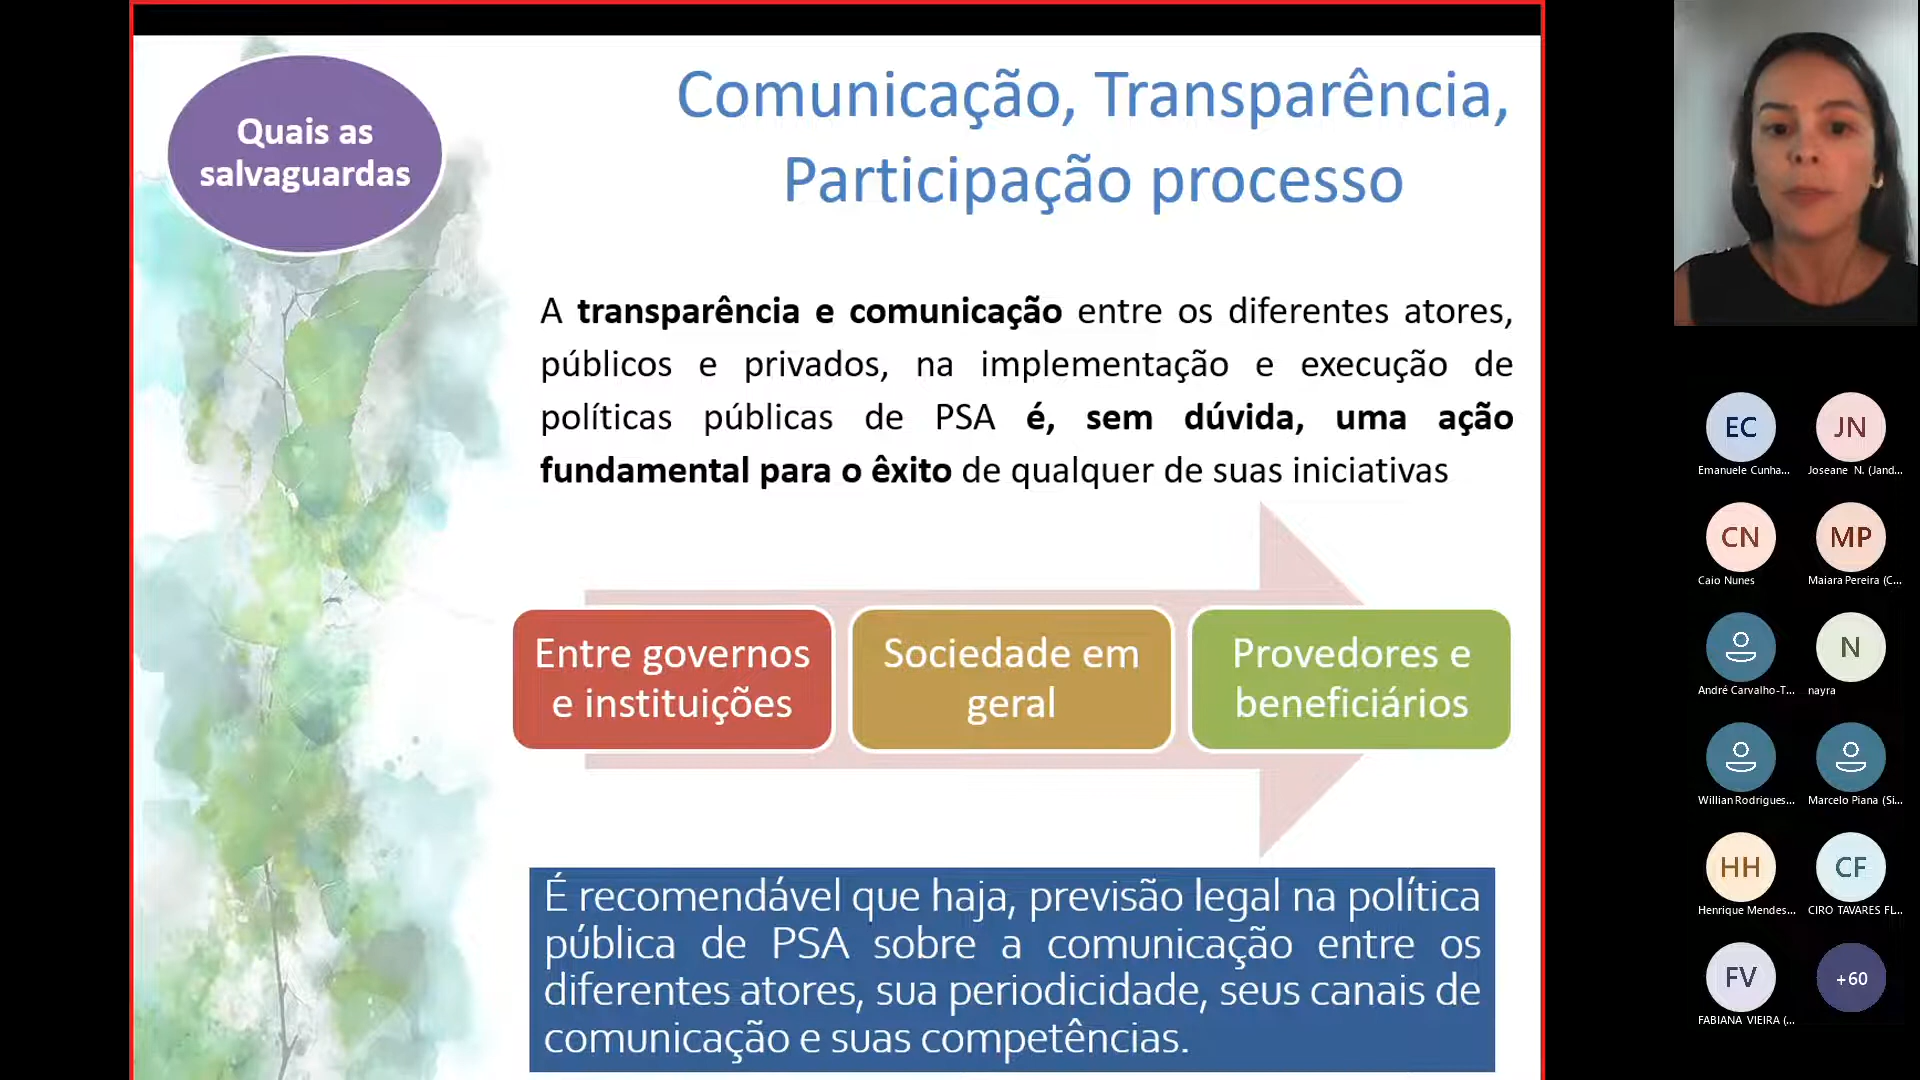 Quais as
salvaguardas
Comunicação, Transparência,
Participação processo
A transparência e comunicação entre os diferentes atores,
públicos e privados, na implementação e execução de
políticas públicas de PSA é, sem dúvida, uma ação
fundamental para o êxito de qualquer de suas iniciativas
Entre governos
e instituições
Sociedade em
geral
Provedores e
beneficiários
É recomendável que haja, previsão legal na política
pública de PSA sobre a comunicação entre os
diferentes atores, sua periodicidade, seus canais de
comunicação e suas competências.
EC
Emanuele Cunha...
JN
Joseane N. (Jand...
CN
Caio Nunes
MP
Maiara Pereira (C...
André Carvalho-T...
N
nayra
Willian Rodrigues...
Marcelo Piana (Si...
HH
Henrique Mendes...
CF
CIRO TAVARES FL...
FV
FABIANA VIEIRA (...
+60